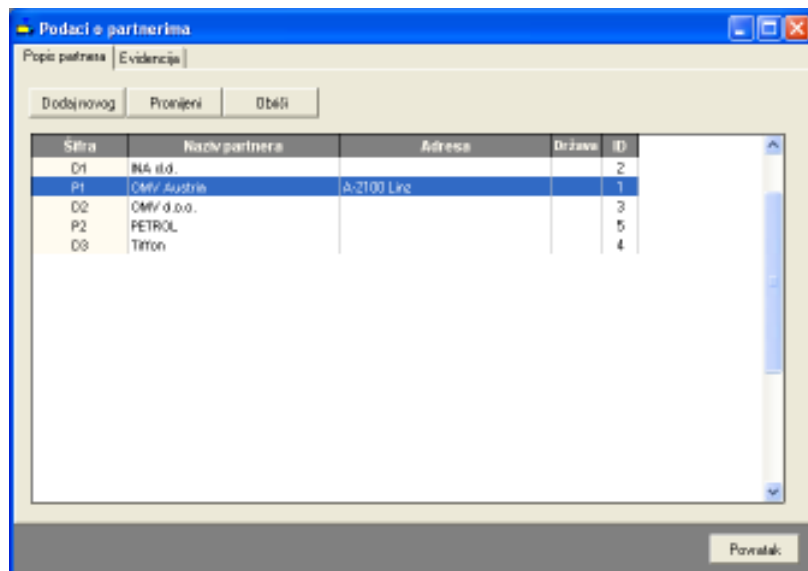 Podaci o partnerima
Popis partnera Evidencija
Dodaj novog Promijeni Obriši
Šifra Naziv partnera Adresa Država ID
D1 INA d.d. 2
P1 OMV Austria A-2100 Linz 1
D2 OMV d.o.o. 3
P2 PETROL 5
D3 Tifon 4
Povratak